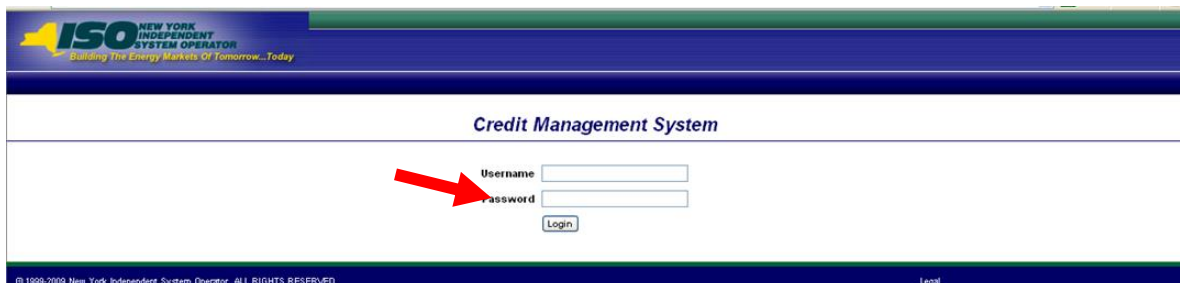 NEW YORK
ISO INDEPENDENT
SYSTEM OPERATOR
Building The Energy Markets Of Tomorrow...Today
Credit Management System
Username
Password
Login
© 1999-2009 New York Independent System Operator. ALL RIGHTS RESERVED. Legal